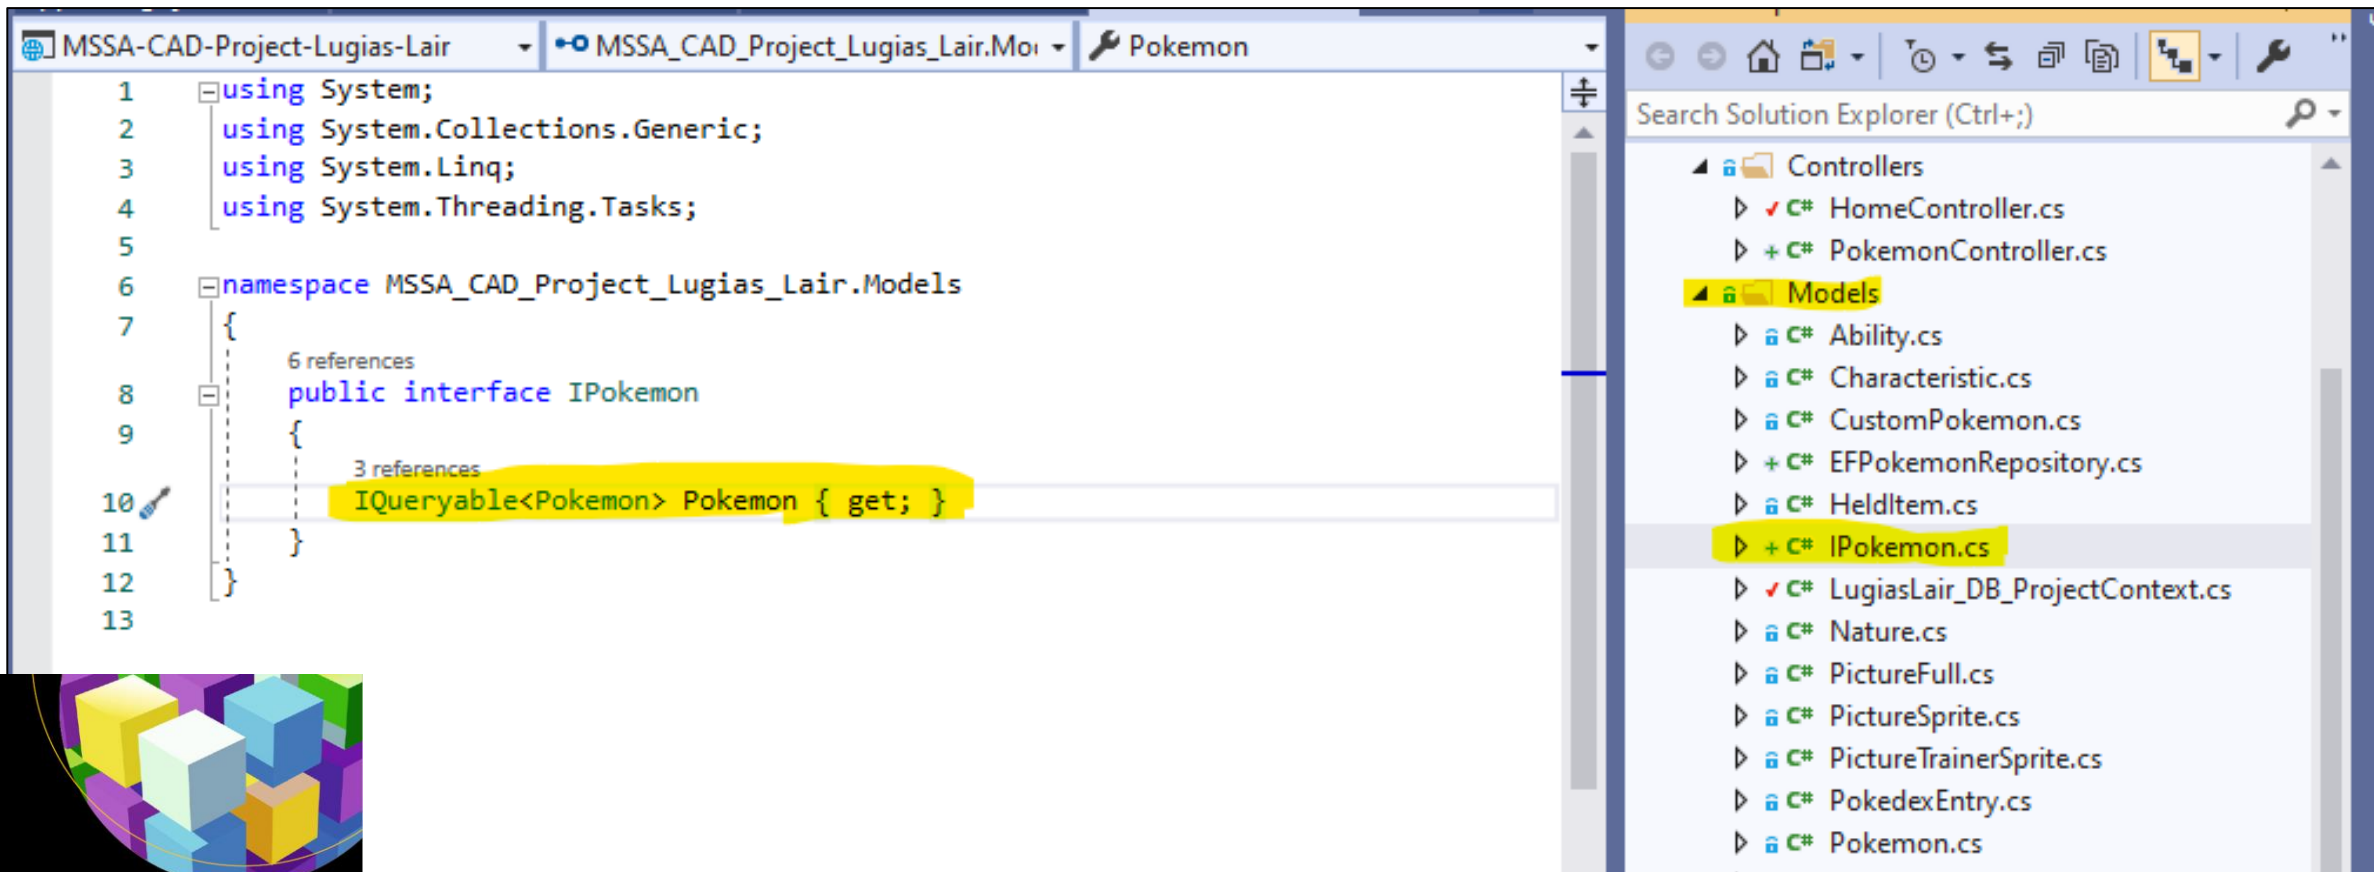 MSSA-CAD-Project-Lugias-Lair
MSSA_CAD_Project_Lugias_Lair.Mo
Pokemon
1 using System;
2 using System.Collections.Generic;
3 using System.Linq;
4 using System.Threading.Tasks;
5
6 namespace MSSA_CAD_Project_Lugias_Lair.Models
7 {
6 references
8 public interface IPokemon
9 {
3 references
10 IQueryable<Pokemon> Pokemon { get; }
11 }
12 }
13
Search Solution Explorer (Ctrl+;)
Controllers
C# HomeController.cs
C# PokemonController.cs
Models
C# Ability.cs
C# Characteristic.cs
C# CustomPokemon.cs
C# EFPokemonRepository.cs
C# HeldItem.cs
C# IPokemon.cs
C# LugiasLair_DB_ProjectContext.cs
C# Nature.cs
C# PictureFull.cs
C# PictureSprite.cs
C# PictureTrainerSprite.cs
C# PokedexEntry.cs
C# Pokemon.cs